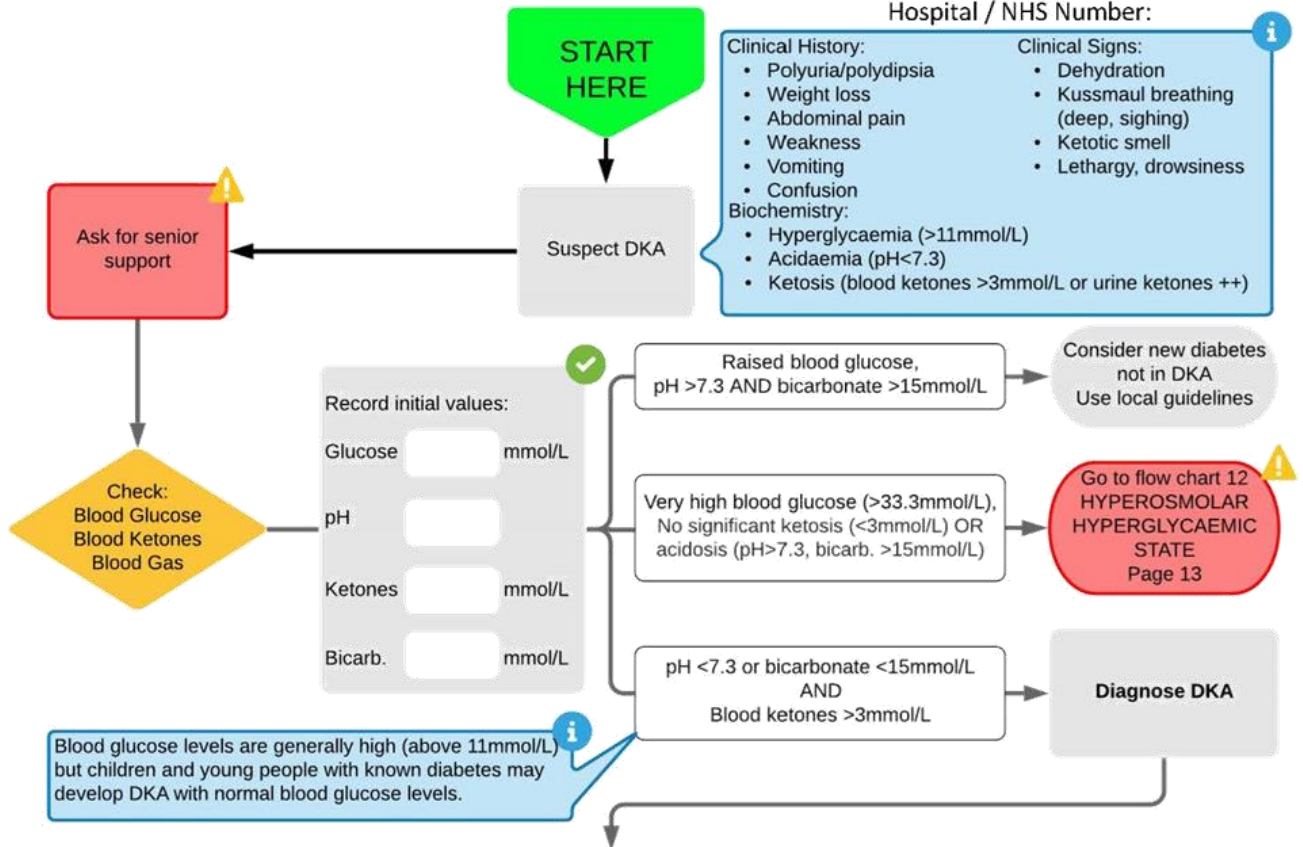 Hospital / NHS Number:
START
HERE
Clinical History:
• Polyuria/polydipsia
• Weight loss
• Abdominal pain
• Weakness
• Vomiting
• Confusion
Clinical Signs:
• Dehydration
• Kussmaul breathing
(deep, sighing)
• Ketotic smell
• Lethargy, drowsiness
Biochemistry:
• Hyperglycaemia (>11mmol/L)
• Acidaemia (pH<7.3)
• Ketosis (blood ketones >3mmol/L or urine ketones ++)
Suspect DKA
Ask for senior
support
Check:
Blood Glucose
Blood Ketones
Blood Gas
Record initial values:
Glucose mmol/L
pH
Ketones mmol/L
Bicarb. mmol/L
Raised blood glucose,
pH >7.3 AND bicarbonate >15mmol/L
Consider new diabetes
not in DKA
Use local guidelines
Very high blood glucose (>33.3mmol/L),
No significant ketosis (<3mmol/L) OR
acidosis (pH>7.3, bicarb. >15mmol/L)
Go to flow chart 12
HYPEROSMOLAR
HYPERGLYCAEMIC
STATE
Page 13
pH <7.3 or bicarbonate <15mmol/L
AND
Blood ketones >3mmol/L
Diagnose DKA
Blood glucose levels are generally high (above 11mmol/L)
but children and young people with known diabetes may
develop DKA with normal blood glucose levels.